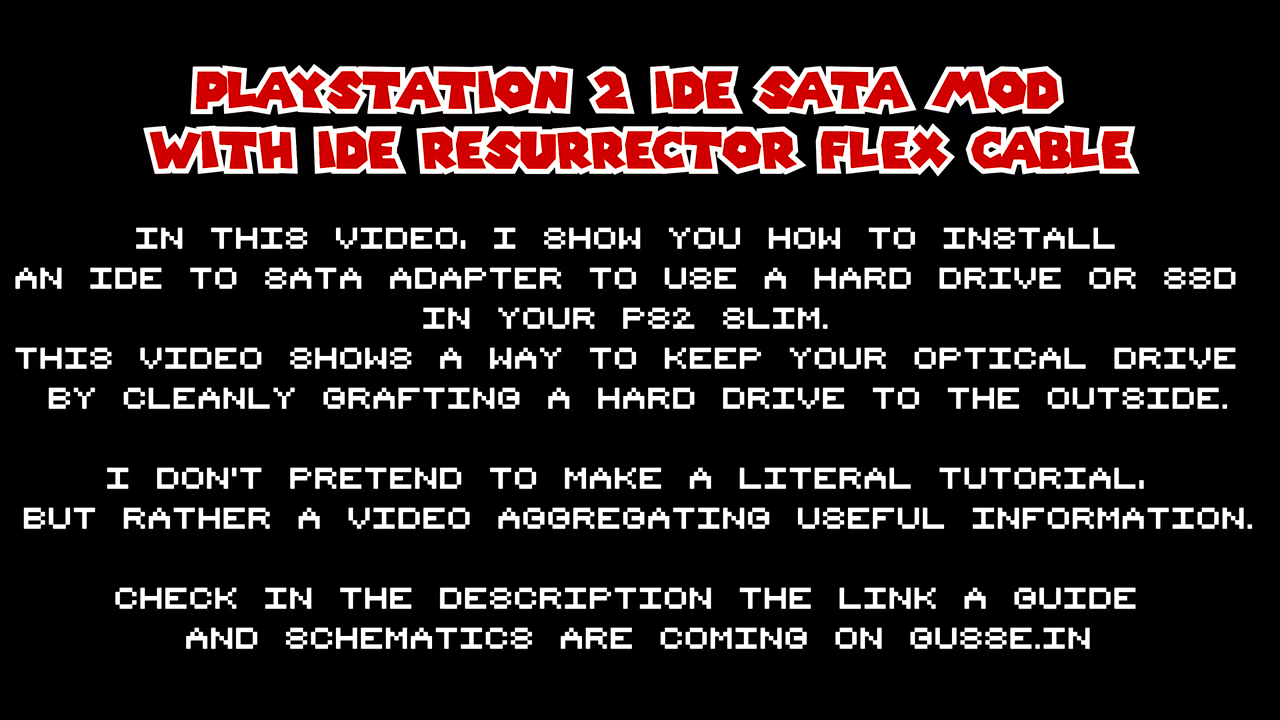 PLAYSTATION 2 IDE SATA MOD
WITH IDE RESURRECTOR FLEX CABLE
IN THIS VIDEO, I SHOW YOU HOW TO INSTALL
AN IDE TO SATA ADAPTER TO USE A HARD DRIVE OR SSD
IN YOUR PS2 SLIM.
THIS VIDEO SHOWS A WAY TO KEEP YOUR OPTICAL DRIVE
BY CLEANLY GRAFTING A HARD DRIVE TO THE OUTSIDE.
I DON'T PRETEND TO MAKE A LITERAL TUTORIAL,
BUT RATHER A VIDEO AGGREGATING USEFUL INFORMATION.
CHECK IN THE DESCRIPTION THE LINK A GUIDE
AND SCHEMATICS ARE COMING ON GUSSE.IN